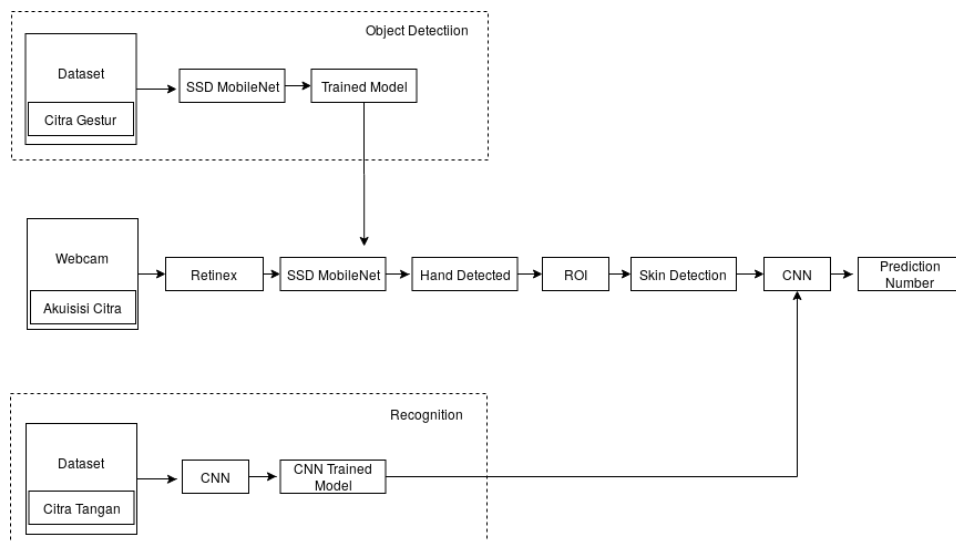 Object Detectiion
Dataset
Citra Gestur
SSD MobileNet
Trained Model
Webcam
Akuisisi Citra
Retinex
SSD MobileNet
Hand Detected
ROI
Skin Detection
CNN
Prediction
Number
Recognition
Dataset
Citra Tangan
CNN
CNN Trained
Model